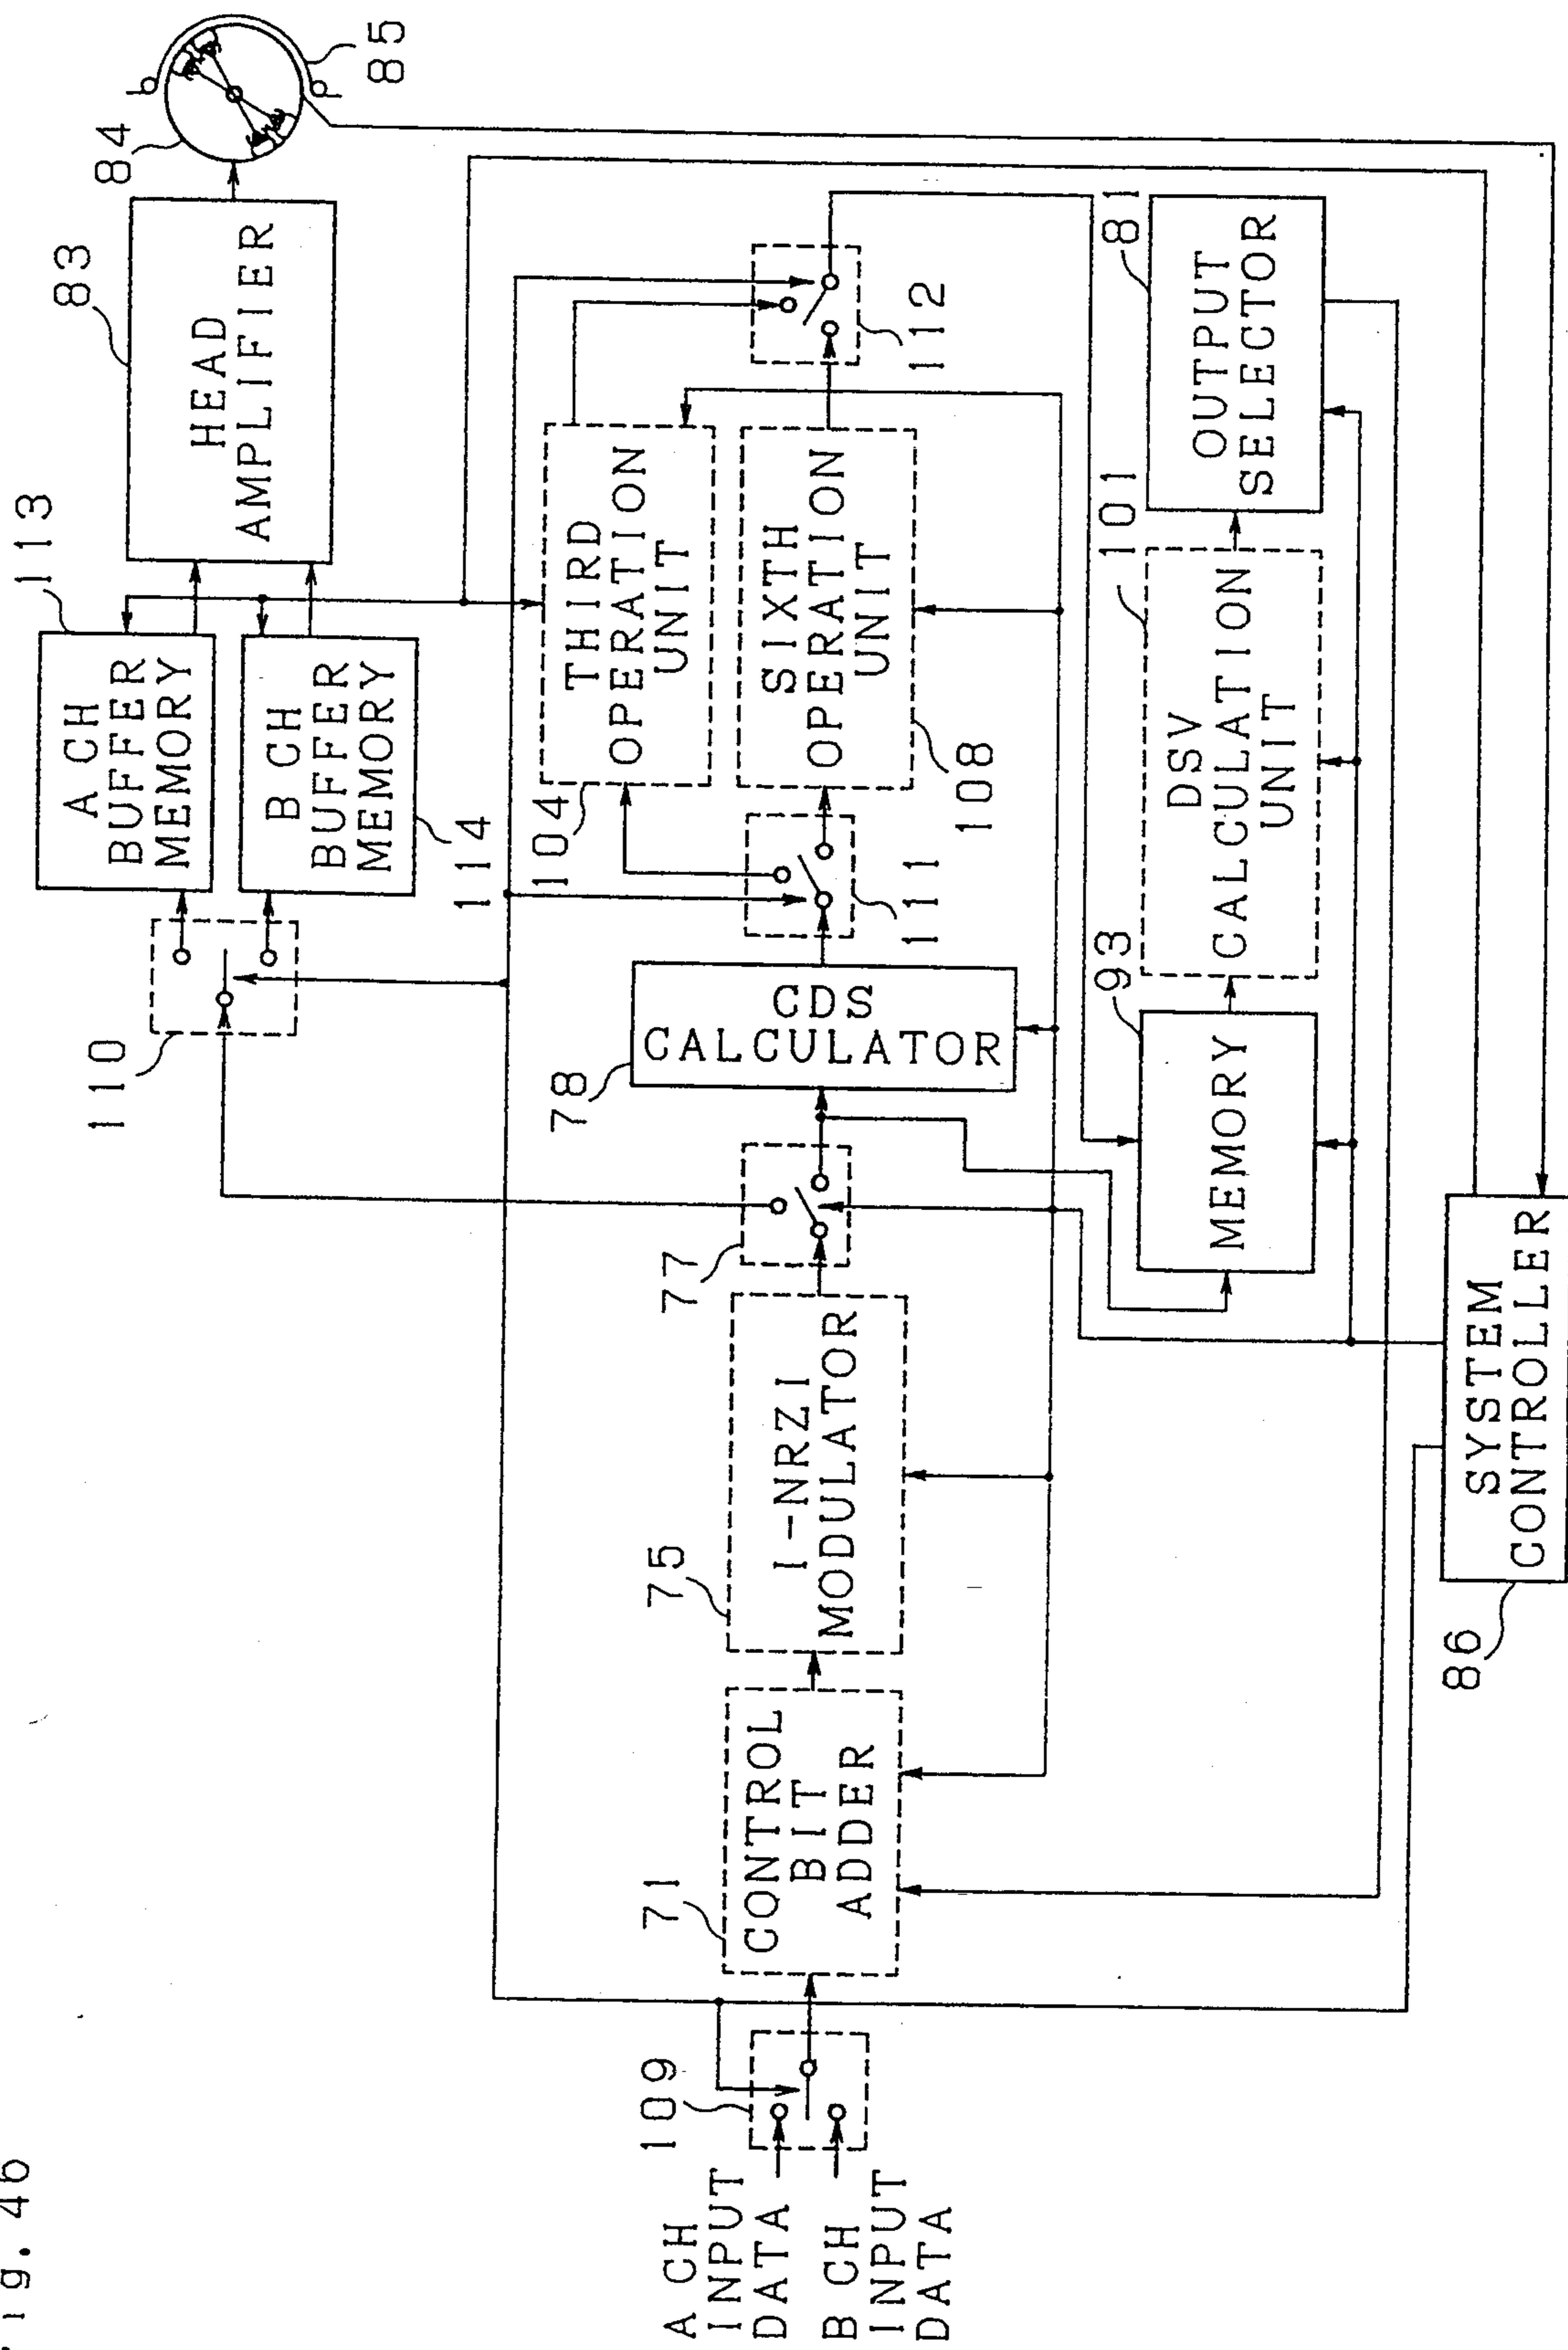 Fig. 46
A CH
INPUT
DATA
B CH
INPUT
DATA
109
71
CONTROL
BIT
ADDER
75
I-NRZI
MODULATOR
77
78
CDS
CALCULATOR
110
A CH
BUFFER
MEMORY
113
B CH
BUFFER
MEMORY
114
HEAD
AMPLIFIER
83
84
85
111
104
THIRD
OPERATION
UNIT
SIXTH
OPERATION
UNIT
108
112
93
MEMORY
101
DSV
CALCULATION
UNIT
81
OUTPUT
SELECTOR
SYSTEM
CONTROLLER
86